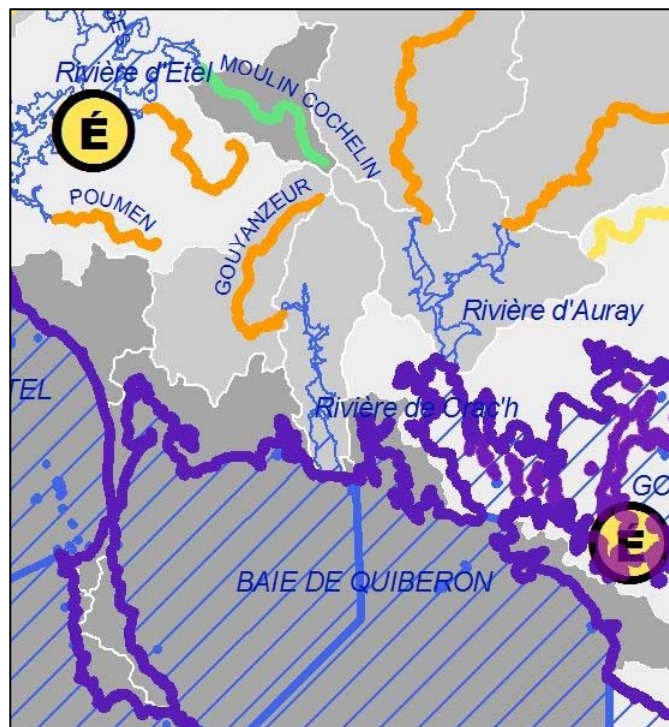 Rivière d'Etel
MOULIN COCHELIN
É
POUMEN
GOUYANZEUR
Rivière d'Auray
TEL
Rivière de Crac'h
GO
É
BAIE DE QUIBERON